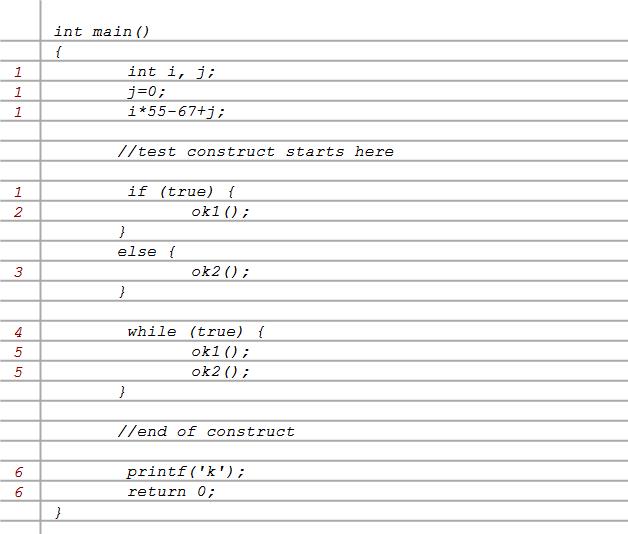 int main()
{
1 int i, j;
1 j=0;
1 i*55-67+j;
//test construct starts here
1 if (true) {
2 ok1();
}
else {
3 ok2();
}
4 while (true) {
5 ok1();
5 ok2();
}
//end of construct
6 printf('k');
6 return 0;
}